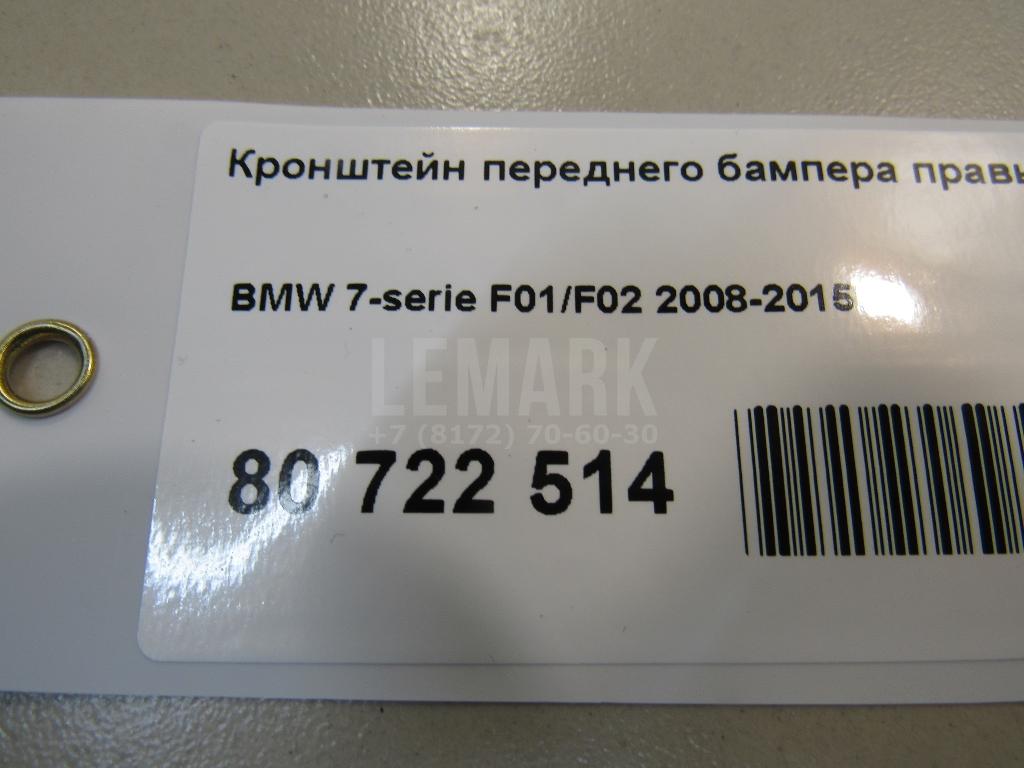 Кронштейн переднего бампера правы
BMW 7-serie F01/F02 2008-2015
LEMARK
+7 (8172) 70-60-30
80 722 514